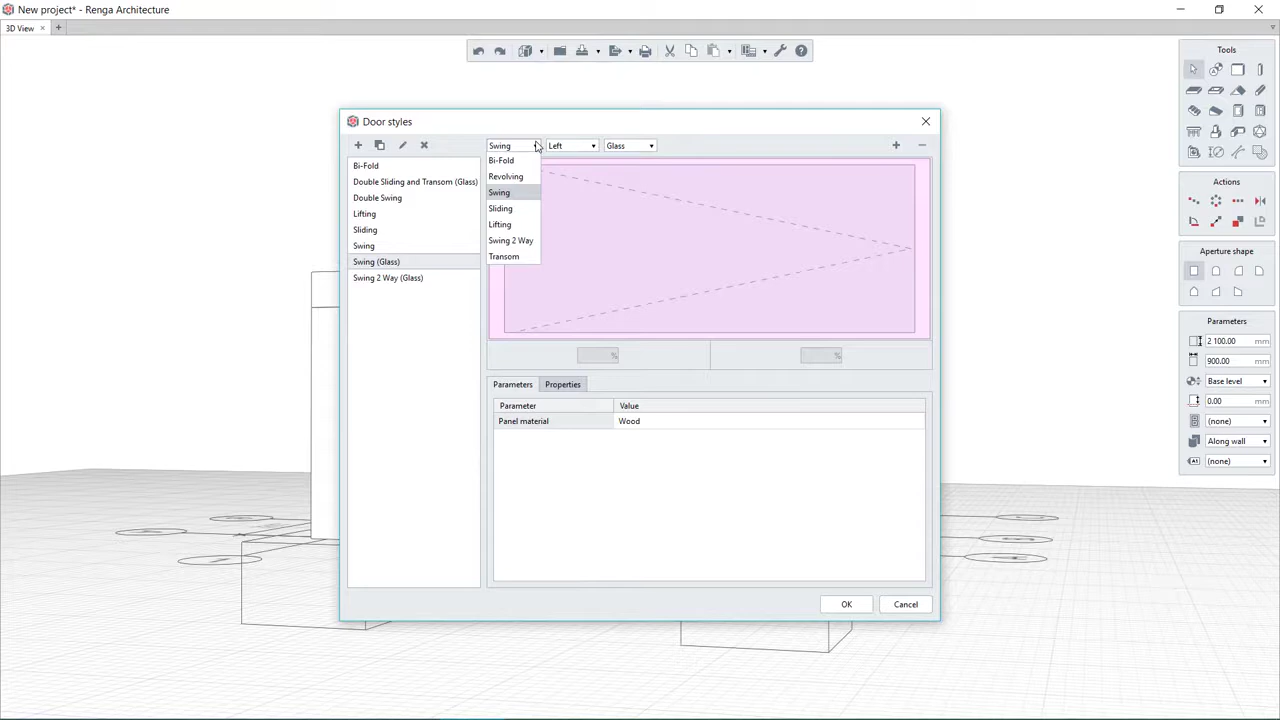 New project* - Renga Architecture
3D View
Tools
Door styles
Swing
Left
Glass
Bi-Fold
Double Sliding and Transom (Glass)
Double Swing
Lifting
Sliding
Swing
Swing (Glass)
Swing 2 Way (Glass)
Bi-Fold
Revolving
Swing
Sliding
Lifting
Swing 2 Way
Transom
%
%
Parameters
Properties
Parameter
Value
Panel material
Wood
OK
Cancel
Actions
Aperture shape
Parameters
2 100.00 mm
900.00 mm
Base level
0.00 mm
(none)
Along wall
(none)